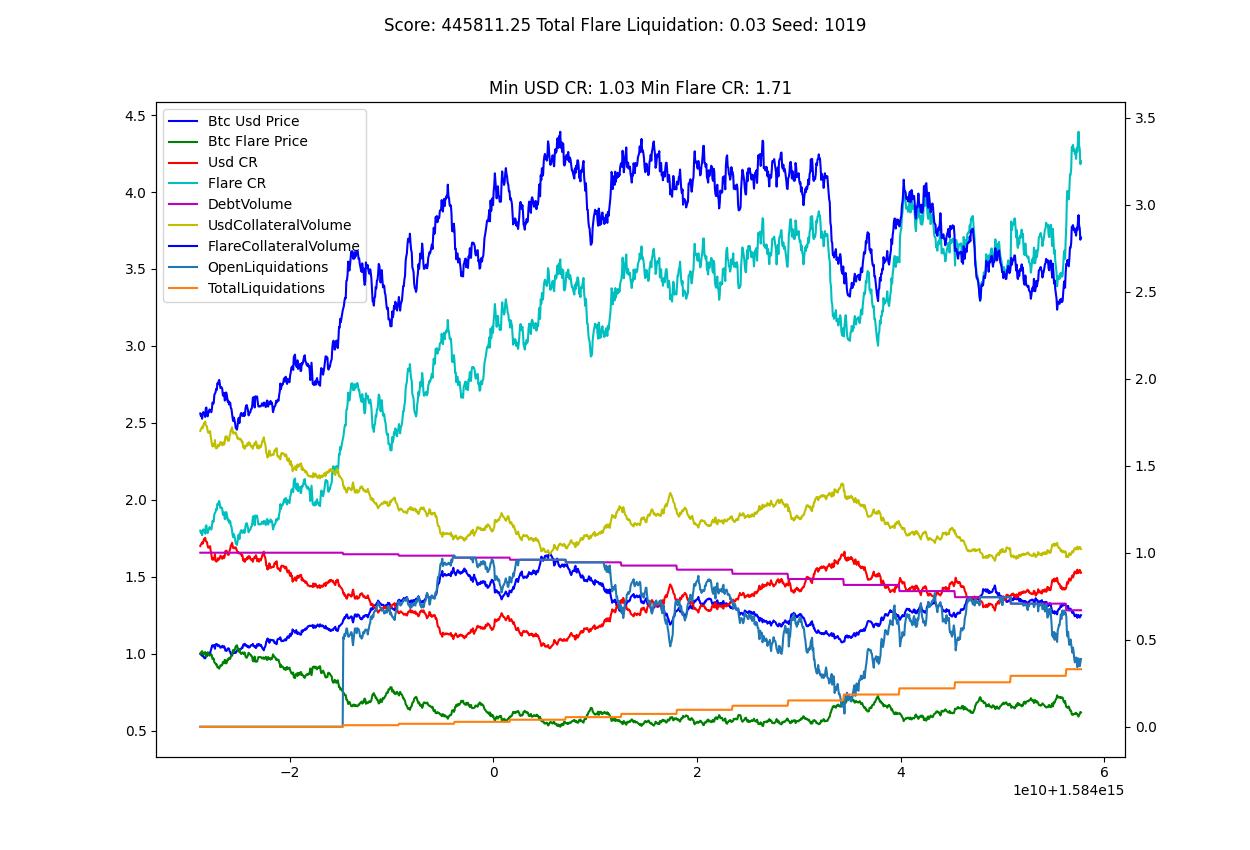 Score: 445811.25 Total Flare Liquidation: 0.03 Seed: 1019
Min USD CR: 1.03 Min Flare CR: 1.71
4.5
4.0
3.5
3.0
2.5
2.0
1.5
1.0
0.5
Btc Usd Price
Btc Flare Price
Usd CR
Flare CR
DebtVolume
UsdCollateralVolume
FlareCollateralVolume
OpenLiquidations
TotalLiquidations
3.5
3.0
2.5
2.0
1.5
1.0
0.5
0.0
−2 0 2 4 6
1e10+1.584e15